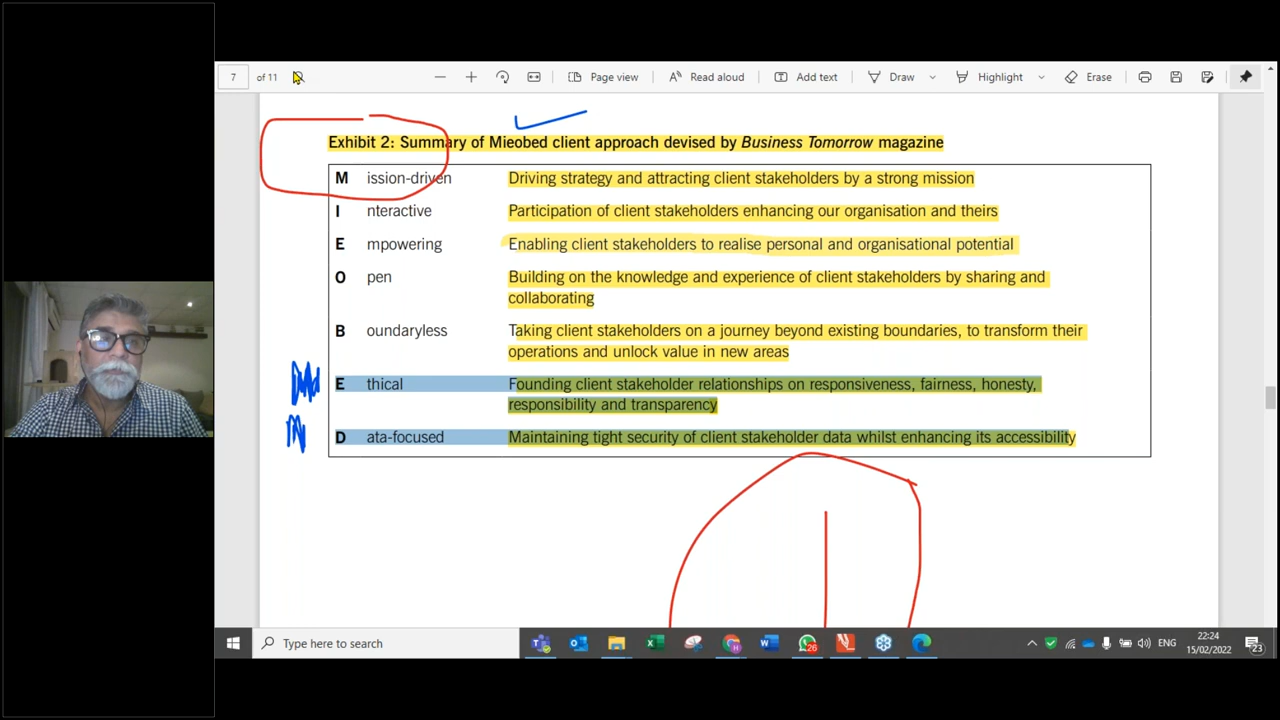 7 of 11 Page view Read aloud Add text Draw Highlight Erase
Exhibit 2: Summary of Mieobed client approach devised by Business Tomorrow magazine
M ission-driven Driving strategy and attracting client stakeholders by a strong mission
I nteractive Participation of client stakeholders enhancing our organisation and theirs
E mpowering Enabling client stakeholders to realise personal and organisational potential
O pen Building on the knowledge and experience of client stakeholders by sharing and
collaborating
B oundaryless Taking client stakeholders on a journey beyond existing boundaries, to transform their
operations and unlock value in new areas
E thical Founding client stakeholder relationships on responsiveness, fairness, honesty,
responsibility and transparency
D ata-focused Maintaining tight security of client stakeholder data whilst enhancing its accessibility
Type here to search 26 ENG 22:24
15/02/2022 23